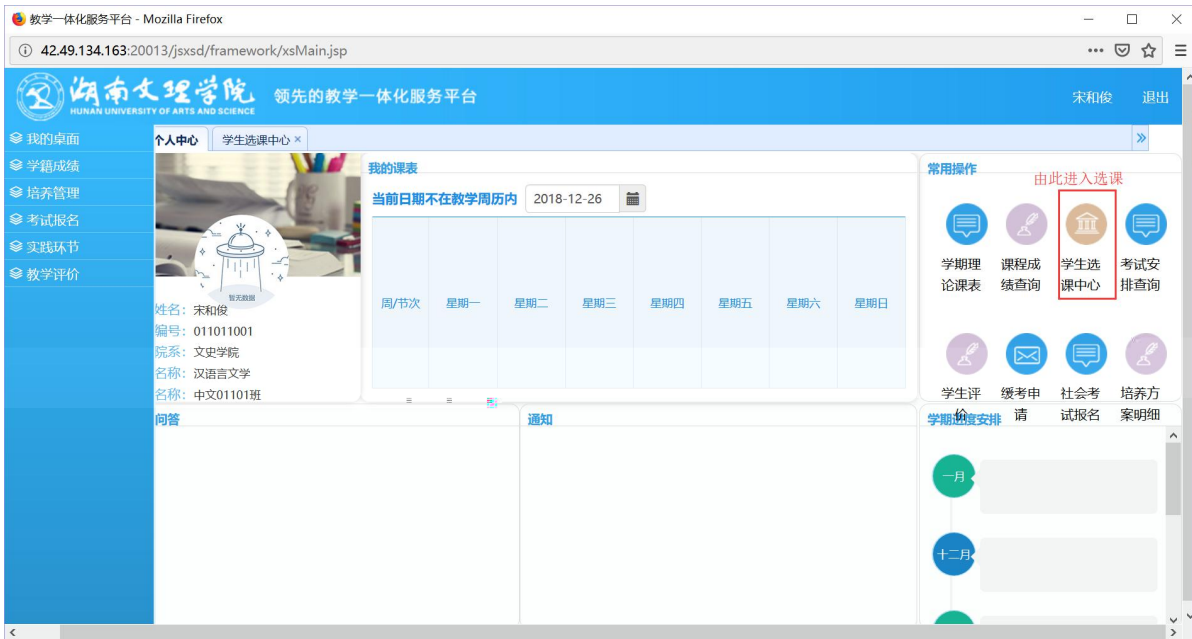 教学一体化服务平台 - Mozilla Firefox
42.49.134.163:20013/jsxsd/framework/xsMain.jsp
湖南文理学院
HUNAN UNIVERSITY OF ARTS AND SCIENCE
领先的教学一体化服务平台
宋和俊 退出
我的桌面
学籍成绩
培养管理
考试报名
实践环节
教学评价
个人中心 学生选课中心 ×
暂无数据
姓名：宋和俊
编号：011011001
院系：文史学院
名称：汉语言文学
名称：中文01101班
我的课表
当前日期不在教学周历内 2018-12-26
周/节次 星期一 星期二 星期三 星期四 星期五 星期六 星期日
常用操作
由此进入选课
学期理论课表
课程成绩查询
学生选课中心
考试安排查询
学生评价
缓考申请
社会考试报名
培养方案明细
问答
通知
学期进度安排
一月
十二月